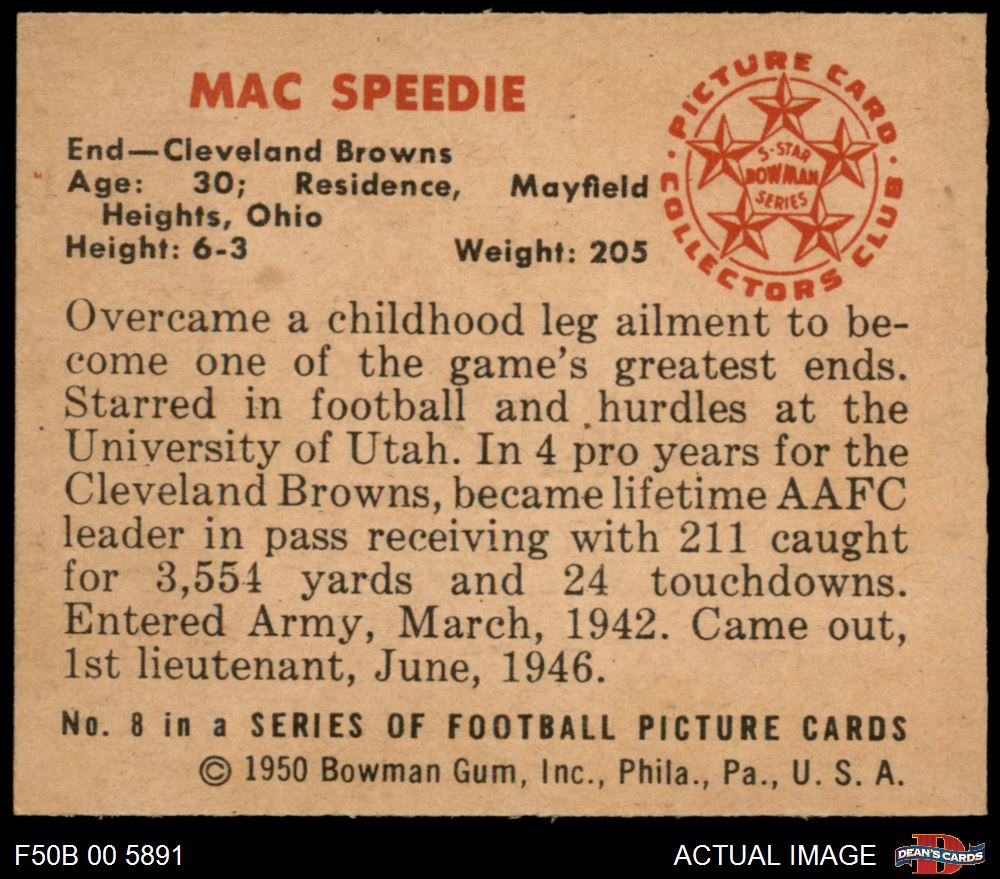 MAC SPEEDIE
End—Cleveland Browns
Age: 30; Residence, Mayfield
Heights, Ohio
Height: 6-3 Weight: 205
PICTURE CARD
COLLECTORS CLUB
5-STAR
BOWMAN
SERIES
Overcame a childhood leg ailment to be-
come one of the game's greatest ends.
Starred in football and hurdles at the
University of Utah. In 4 pro years for the
Cleveland Browns, became lifetime AAFC
leader in pass receiving with 211 caught
for 3,554 yards and 24 touchdowns.
Entered Army, March, 1942. Came out,
1st lieutenant, June, 1946.
No. 8 in a SERIES OF FOOTBALL PICTURE CARDS
© 1950 Bowman Gum, Inc., Phila., Pa., U. S. A.
F50B 00 5891
ACTUAL IMAGE
D
DEAN'S CARDS